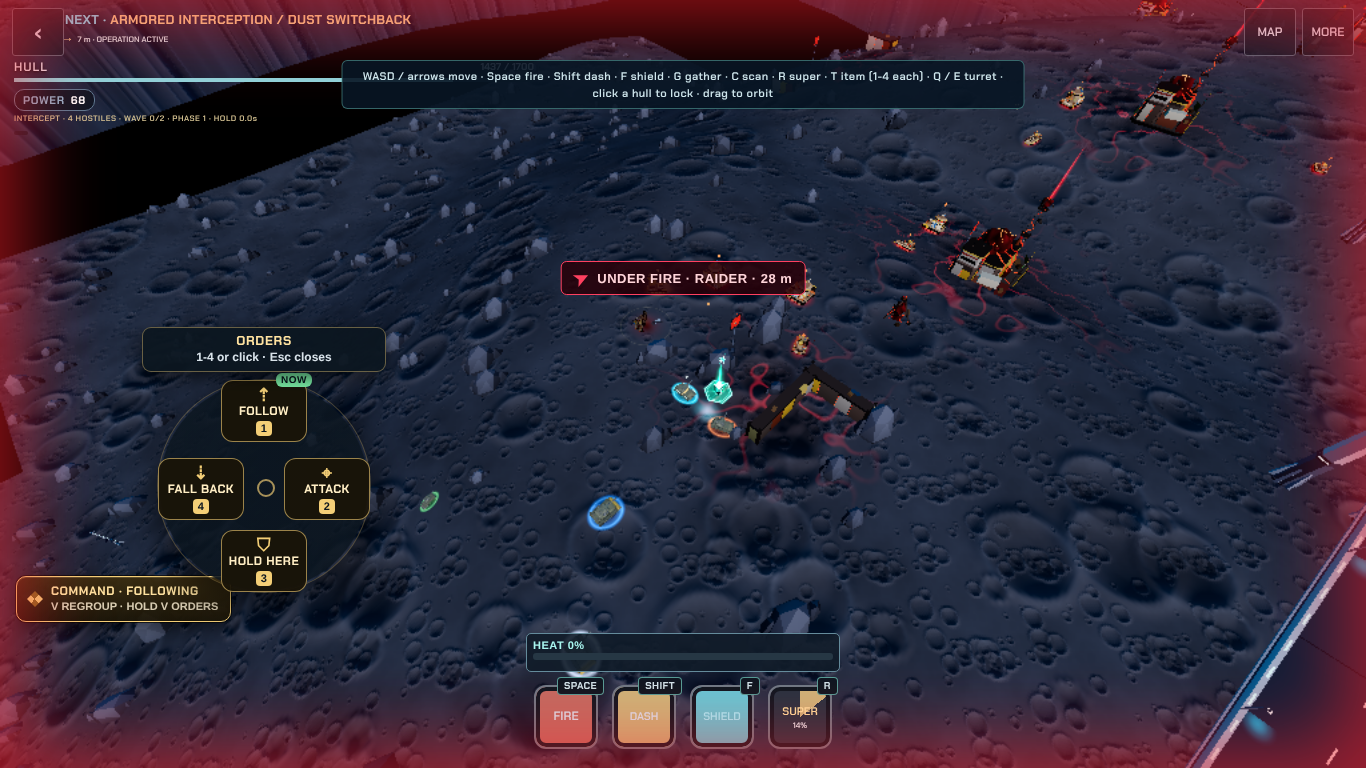 NEXT · ARMORED INTERCEPTION / DUST SWITCHBACK
→ 7 m · OPERATION ACTIVE
MAP
MORE
HULL
1437 / 1700
WASD / arrows move · Space fire · Shift dash · F shield · G gather · C scan · R super · T item (1-4 each) · Q / E turret ·
click a hull to lock · drag to orbit
POWER 68
INTERCEPT · 4 HOSTILES · WAVE 0/2 · PHASE 1 · HOLD 0.0s
UNDER FIRE · RAIDER · 28 m
ORDERS
1-4 or click · Esc closes
NOW
FOLLOW
1
FALL BACK
4
ATTACK
2
HOLD HERE
3
COMMAND · FOLLOWING
V REGROUP · HOLD V ORDERS
HEAT 0%
SPACE
SHIFT
F
R
FIRE
DASH
SHIELD
SUPER
14%